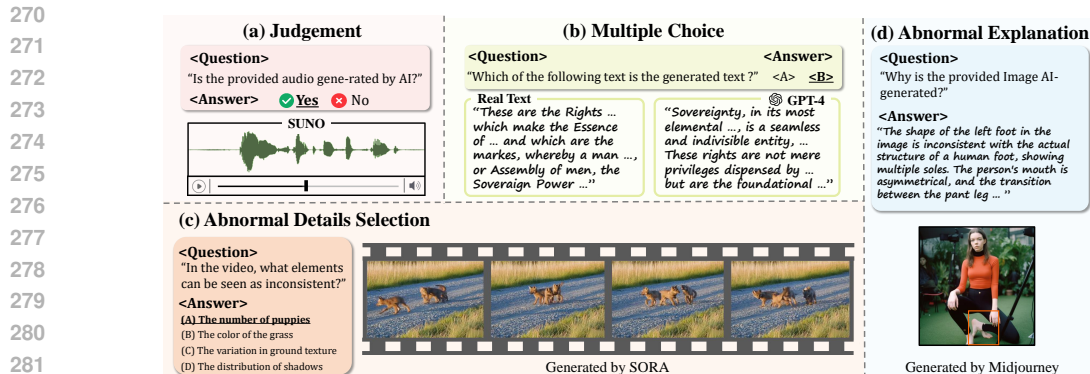 270
271
272
273
274
275
276
277
278
279
280
281
(a) Judgement
<Question>
“Is the provided audio gene-rated by AI?”
<Answer> Yes No
SUNO
(b) Multiple Choice
<Question> <Answer>
“Which of the following text is the generated text ?” <A> <B>
Real Text
“These are the Rights ...
which make the Essence
of ... and which are the
markes, whereby a man ...,
or Assembly of men, the
Soveraign Power ...”
GPT-4
“Sovereignty, in its most
elemental ..., is a seamless
and indivisible entity, ...
These rights are not mere
privileges dispensed by ...
but are the foundational ...”
(c) Abnormal Details Selection
<Question>
“In the video, what elements
can be seen as inconsistent?”
<Answer>
(A) The number of puppies
(B) The color of the grass
(C) The variation in ground texture
(D) The distribution of shadows
Generated by SORA
(d) Abnormal Explanation
<Question>
“Why is the provided Image AI-
generated?”
<Answer>
“The shape of the left foot in the
image is inconsistent with the actual
structure of a human foot, showing
multiple soles. The person's mouth is
asymmetrical, and the transition
between the pant leg ... ”
Generated by Midjourney